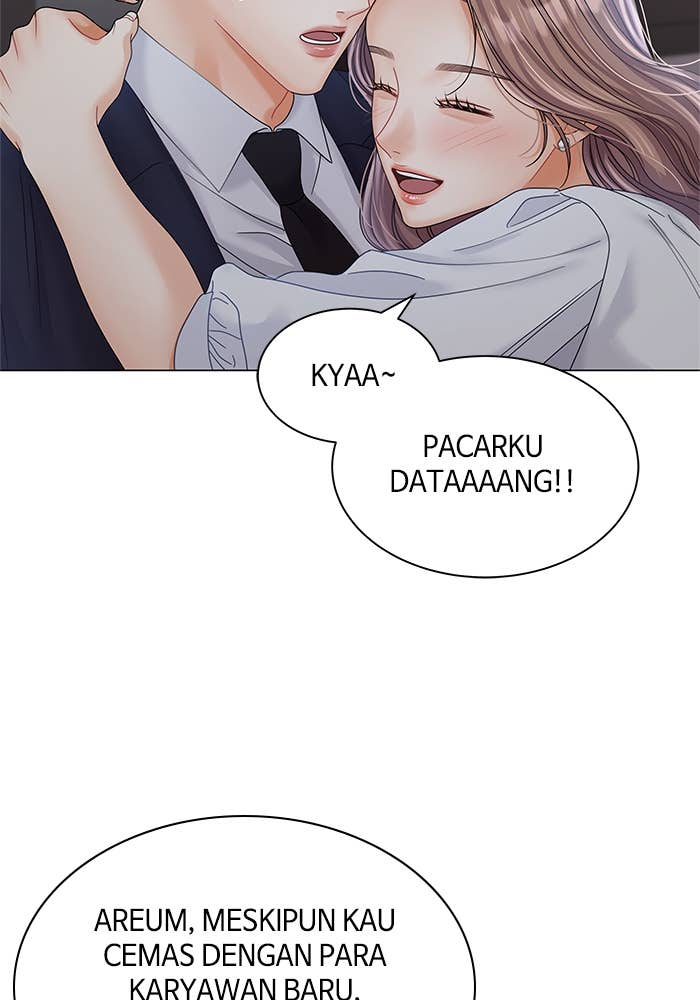 KYAA~
PACARKU
DATAAAANG!!
AREUM, MESKIPUN KAU
CEMAS DENGAN PARA
KARYAWAN BARU,